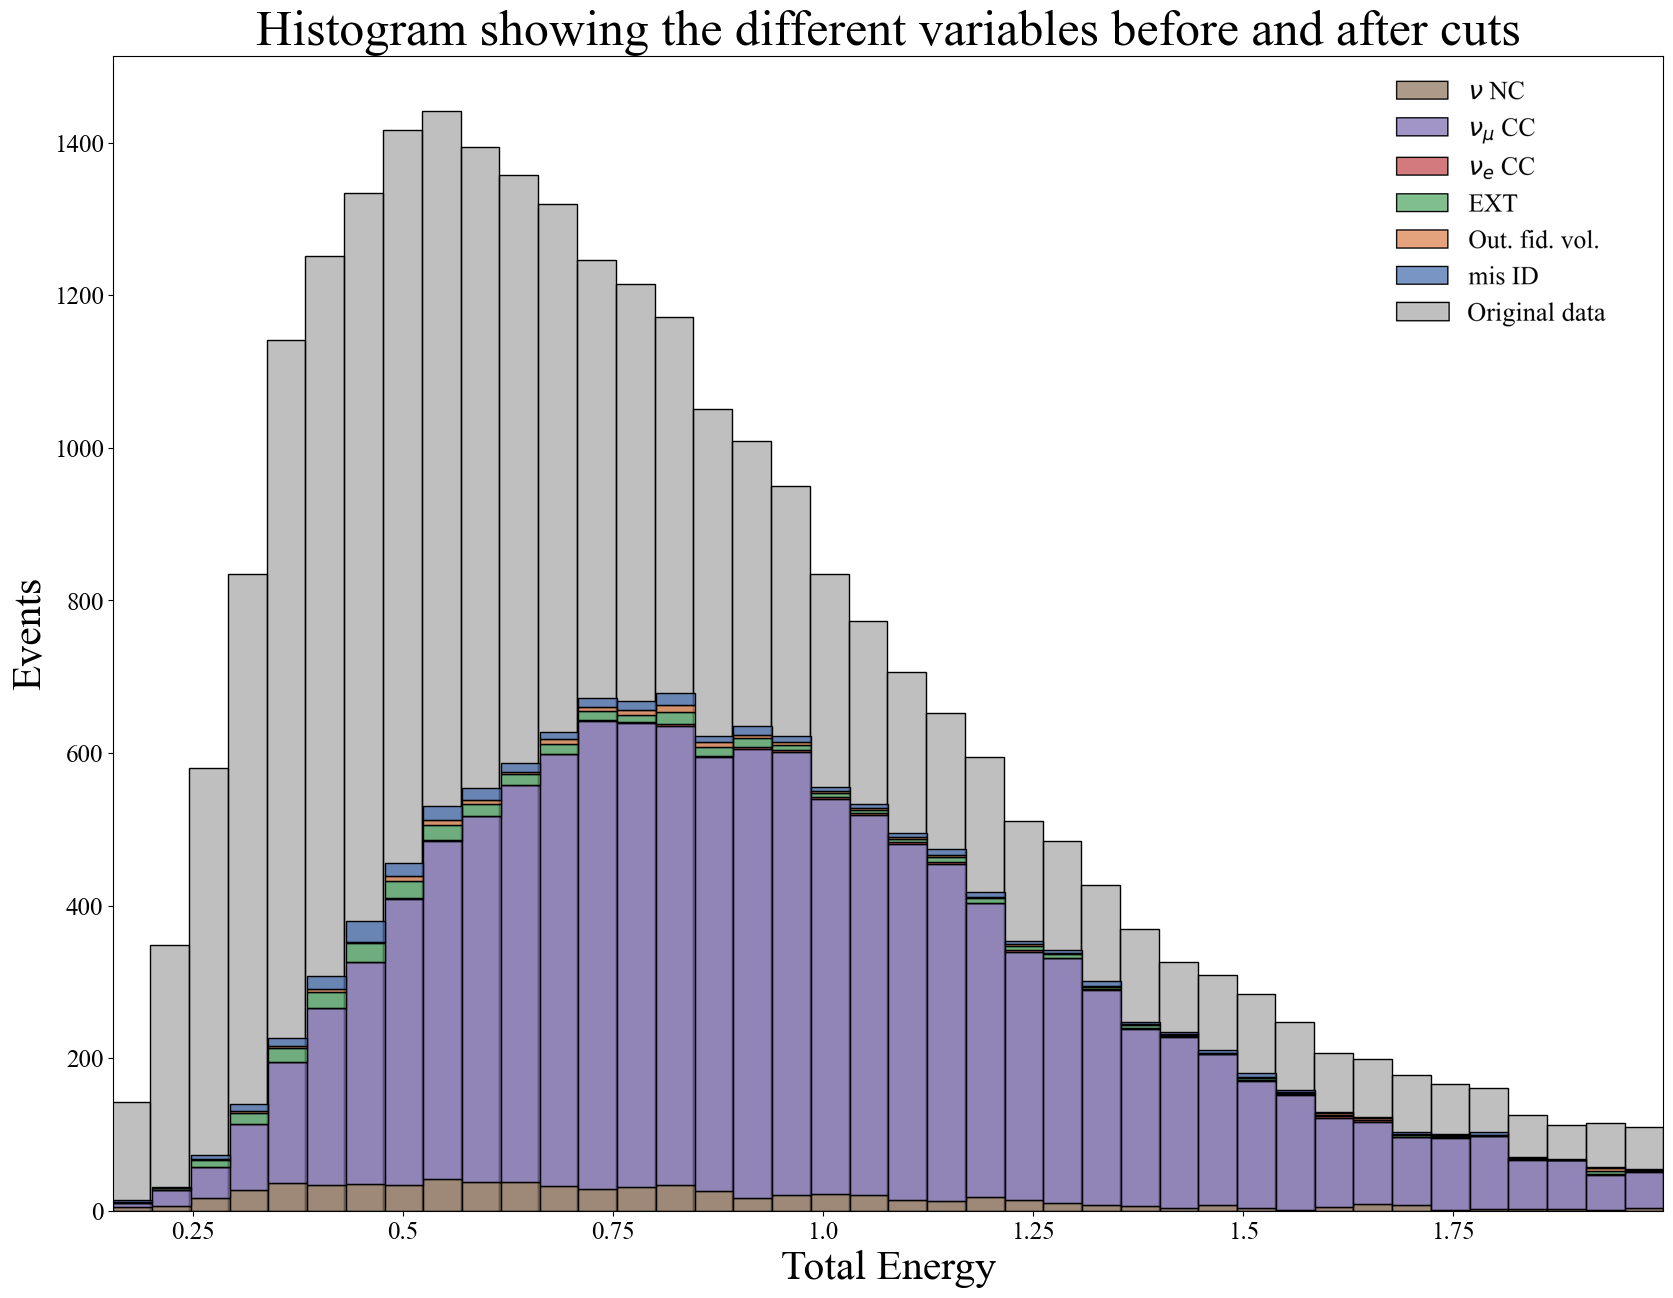 Histogram showing the different variables before and after cuts
ν NC
ν_μ CC
ν_e CC
EXT
Out. fid. vol.
mis ID
Original data
1400
1200
1000
800
600
400
200
0
Events
0.25 0.5 0.75 1.0 1.25 1.5 1.75
Total Energy